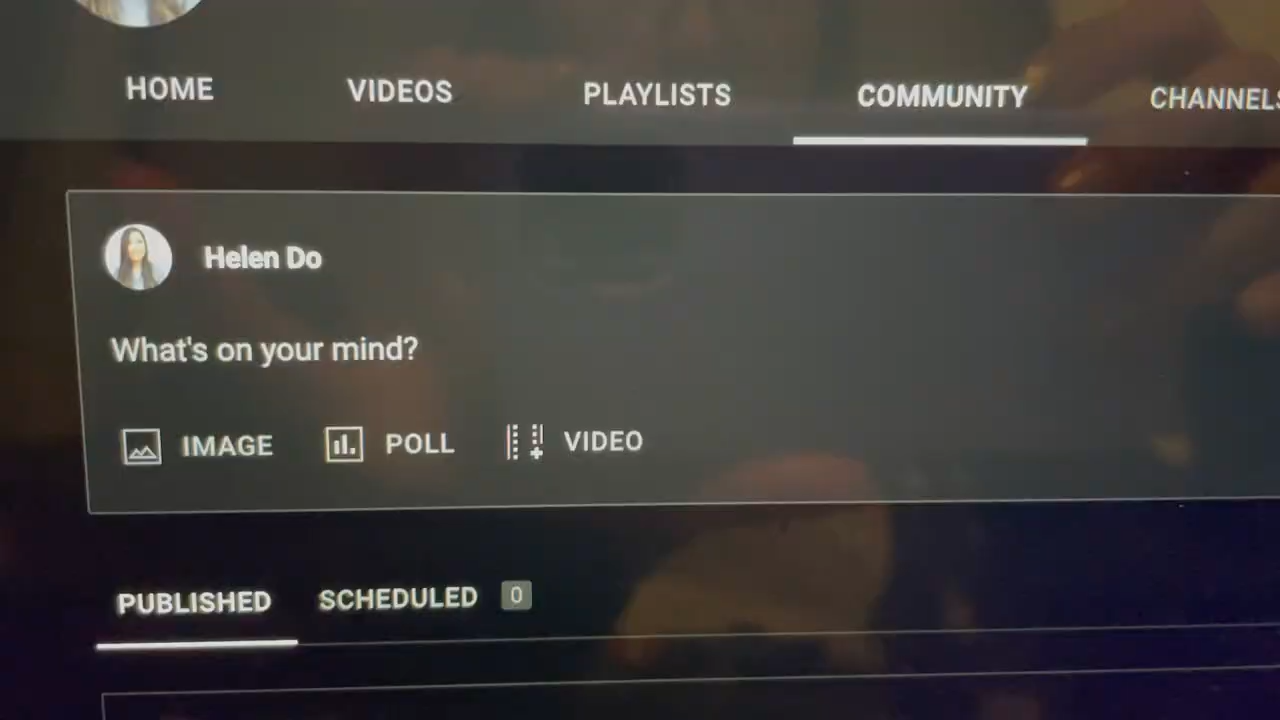 HOME VIDEOS PLAYLISTS COMMUNITY CHANNELS
Helen Do
What's on your mind?
IMAGE POLL VIDEO
PUBLISHED SCHEDULED 0